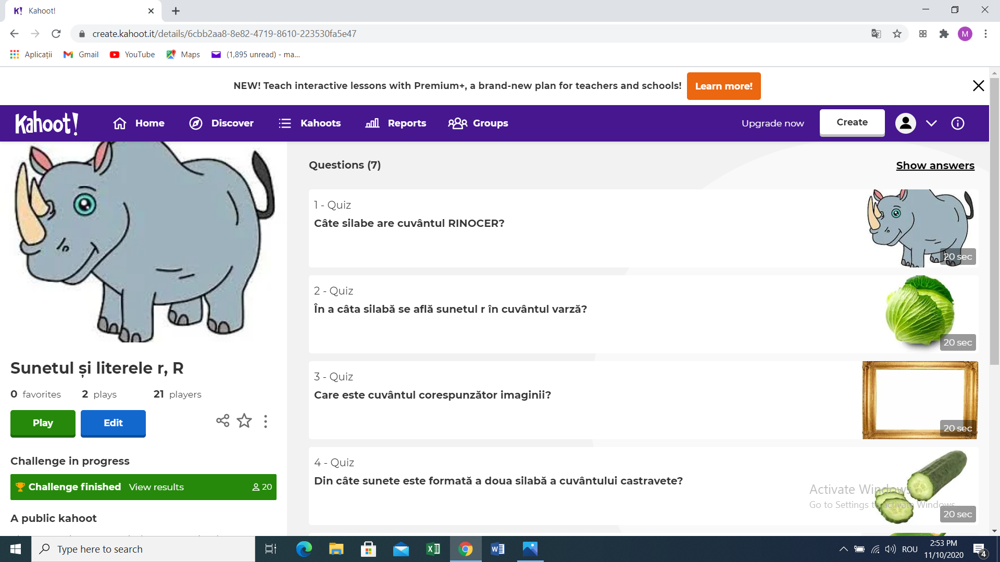 Kahoot!
create.kahoot.it/details/6cbb2aa8-8e82-4719-8610-223530fa5e47
M
Aplicații Gmail YouTube Maps (1,895 unread) - ma...
NEW! Teach interactive lessons with Premium+, a brand-new plan for teachers and schools! Learn more!
Kahoot! Home Discover Kahoots Reports Groups Upgrade now Create
Sunetul și literele r, R
0 favorites 2 plays 21 players
Play Edit
Challenge in progress
Challenge finished View results 20
A public kahoot
Questions (7) Show answers
1 - Quiz
Câte silabe are cuvântul RINOCER?
20 sec
2 - Quiz
În a câta silabă se află sunetul r în cuvântul varză?
20 sec
3 - Quiz
Care este cuvântul corespunzător imaginii?
20 sec
4 - Quiz
Din câte sunete este formată a doua silabă a cuvântului castravete?
20 sec
Activate Windows
Go to Settings to activate Windows.
Type here to search
ROU
2:53 PM
11/10/2020
4